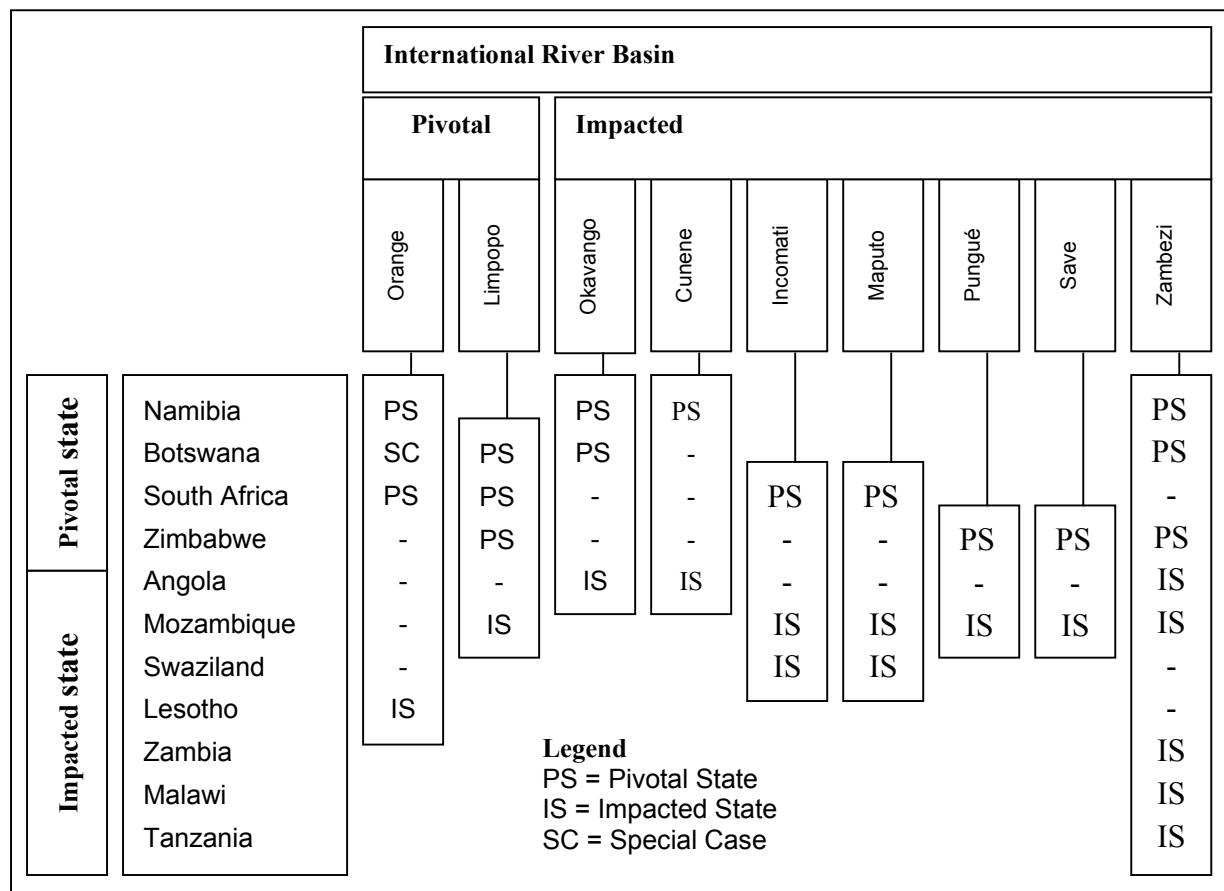 International River Basin
Pivotal Impacted
Orange Limpopo Okavango Cunene Incomati Maputo Pungué Save Zambezi
Pivotal state
Impacted state
Namibia PS PS PS PS
Botswana SC PS PS - PS
South Africa PS PS - - PS PS -
Zimbabwe - PS - - - - PS PS PS
Angola - - IS IS - - - - IS
Mozambique - IS IS IS IS IS IS
Swaziland - IS IS -
Lesotho IS -
Zambia IS
Malawi IS
Tanzania IS
Legend
PS = Pivotal State
IS = Impacted State
SC = Special Case